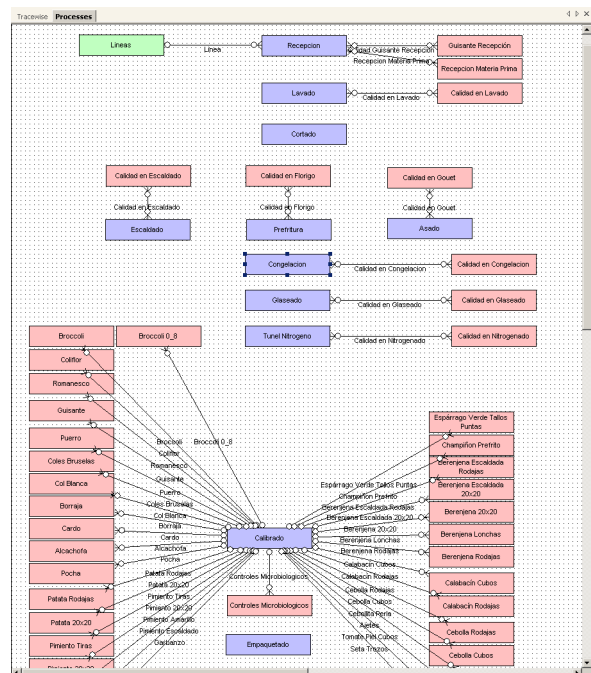 Tracewise Processes
Lineas
Linea
Recepcion
Guisante Recepción
Calidad Guisante Recepción
Recepcion Materia Prima
Recepcion Materia Prima
Lavado
Calidad en Lavado
Calidad en Lavado
Cortado
Calidad en Escaldado
Calidad en Florigo
Calidad en Gouet
Calidad en Escaldado
Calidad en Florigo
Calidad en Gouet
Escaldado
Prefritura
Asado
Congelacion
Calidad en Congelacion
Calidad en Congelacion
Glaseado
Calidad en Glaseado
Calidad en Glaseado
Tunel Nitrogeno
Calidad en Nitrogenado
Calidad en Nitrogenado
Broccoli
Broccoli 0_8
Coliflor
Romanesco
Guisante
Puerro
Coles Bruselas
Col Blanca
Borraja
Cardo
Alcachofa
Pocha
Patata Rodajas
Patata 20x20
Pimiento Tiras
Broccoli
Broccoli 0_8
Coliflor
Romanesco
Guisante
Puerro
Coles Bruselas
Col Blanca
Borraja
Cardo
Alcachofa
Pocha
Patata Rodajas
Patata 20x20
Pimiento Tiras
Pimiento 20x20
Pimiento Amarillo
Pimiento Escaldado
Garbanzo
Calibrado
Controles Microbiologicos
Controles Microbiologicos
Empaquetado
Espárrago Verde Tallos Puntas
Champiñon Prefrito
Berenjena Escaldada Rodajas
Berenjena Escaldada 20x20
Berenjena 20x20
Berenjena Lonchas
Berenjena Rodajas
Calabacín Cubos
Calabacín Rodajas
Cebolla Rodajas
Cebolla Cubos
Cebollita Perla
Ajetes
Tomate Piel Cubos
Seta Trozos
Espárrago Verde Tallos
Puntas
Champiñon Prefrito
Berenjena Escaldada
Rodajas
Berenjena Escaldada
20x20
Berenjena 20x20
Berenjena Lonchas
Berenjena Rodajas
Calabacín Cubos
Calabacín Rodajas
Cebolla Rodajas
Cebolla Cubos